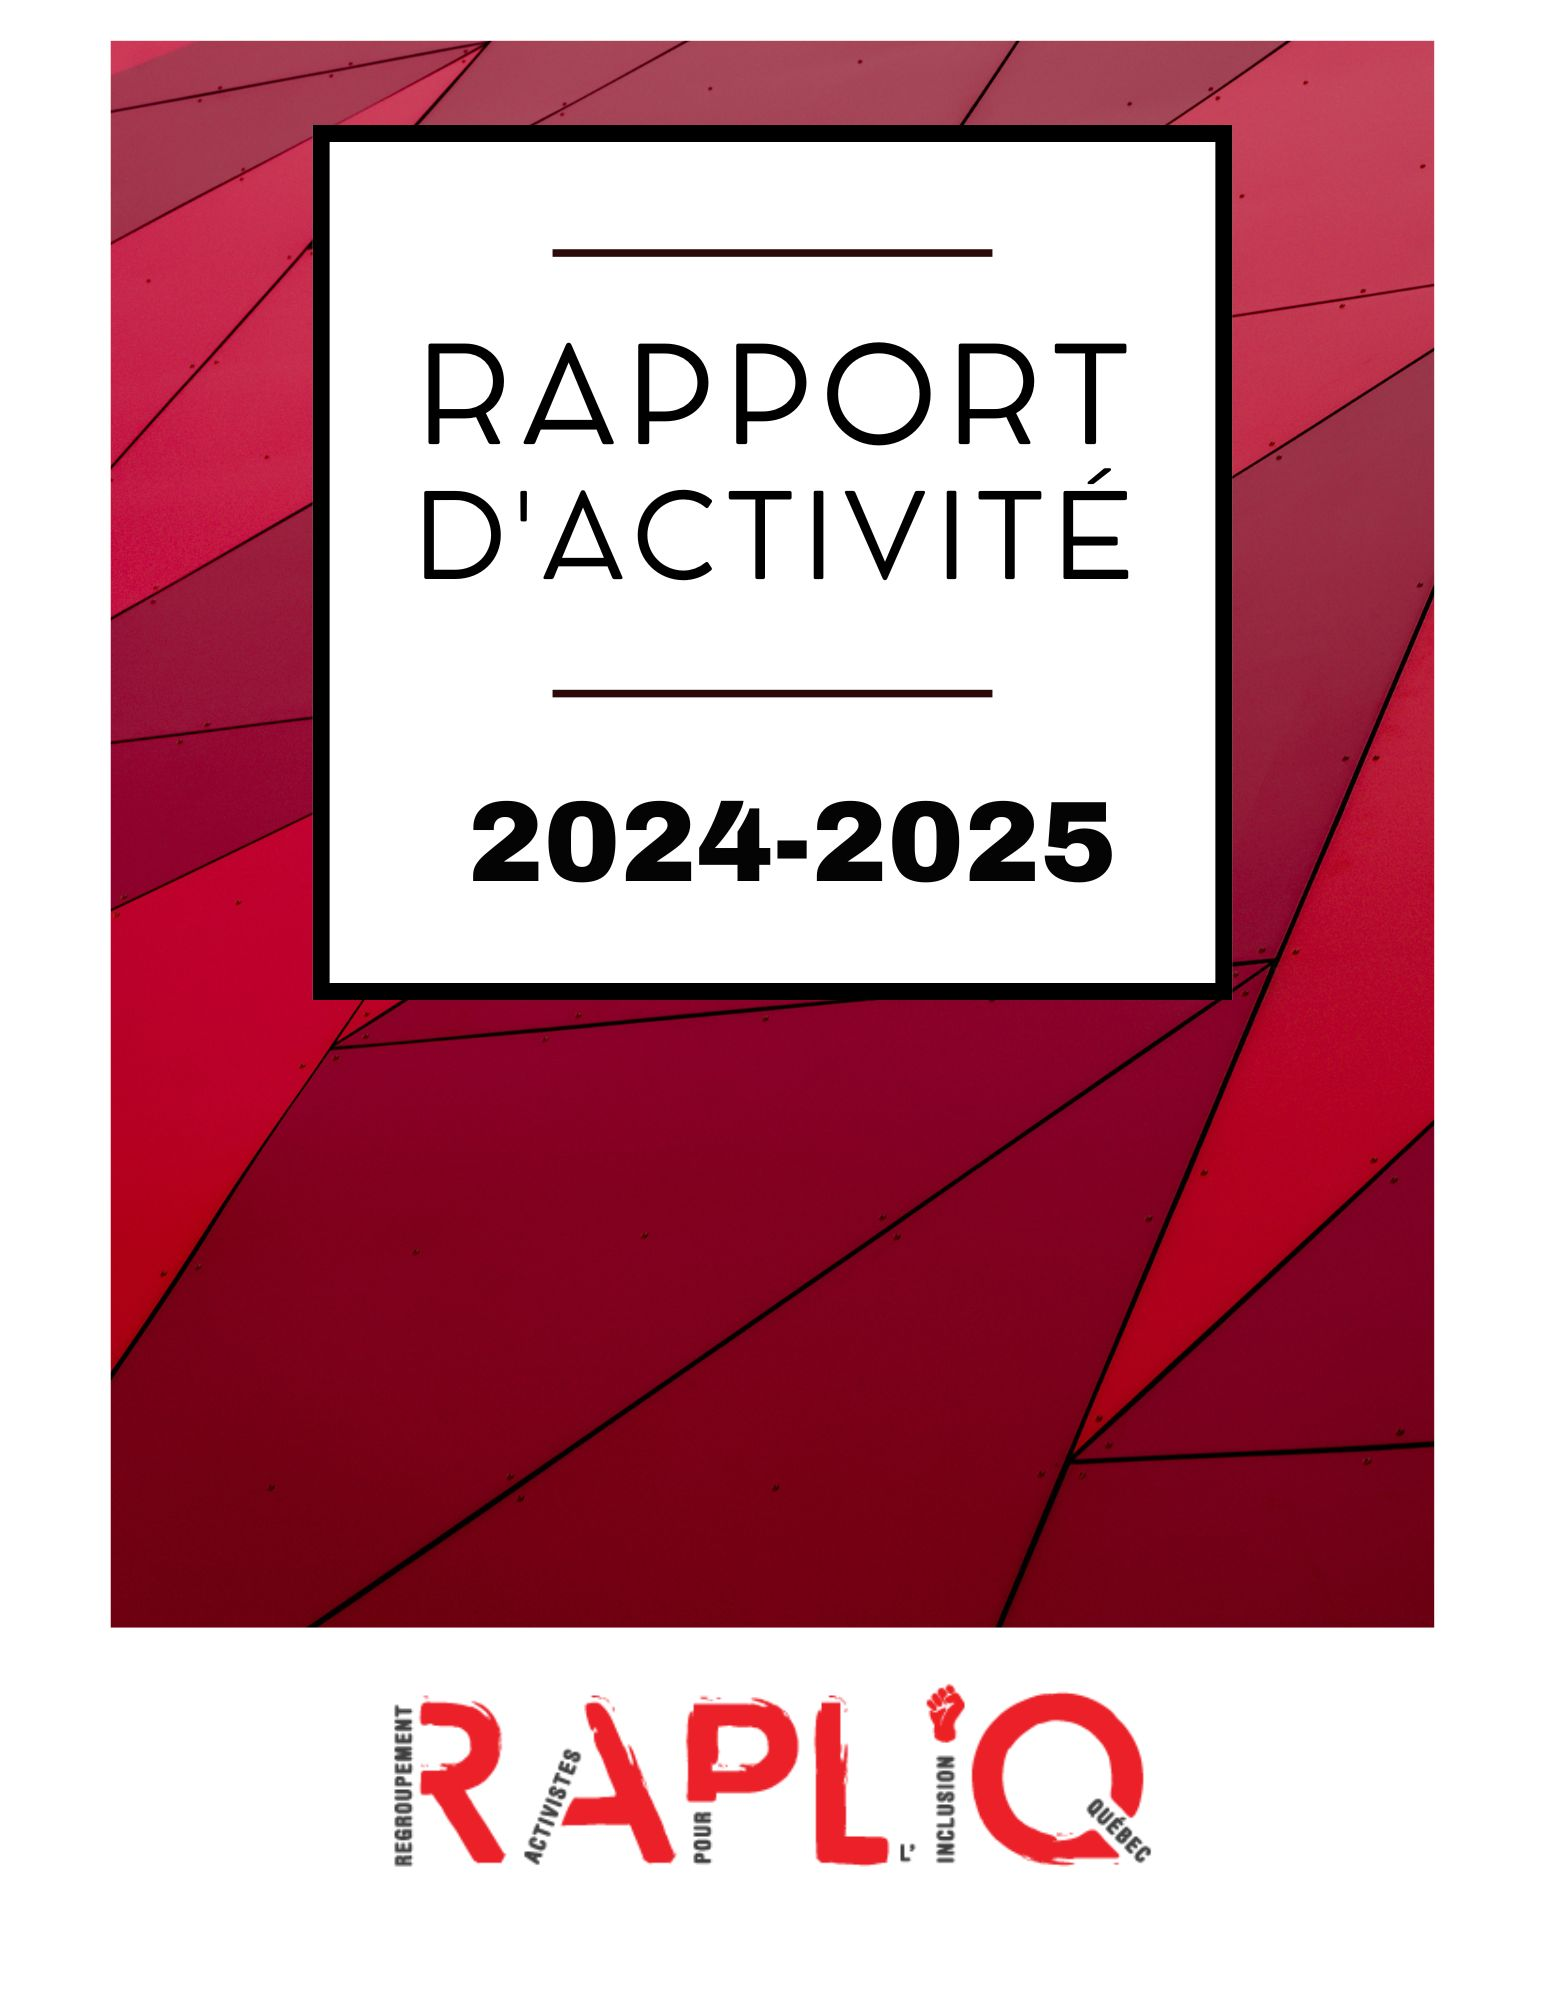 RAPPORT
D'ACTIVITÉ
2024-2025
RAPLIQ
REGROUPEMENT
ACTIVISTES
POUR
L'
INCLUSION
QUÉBEC